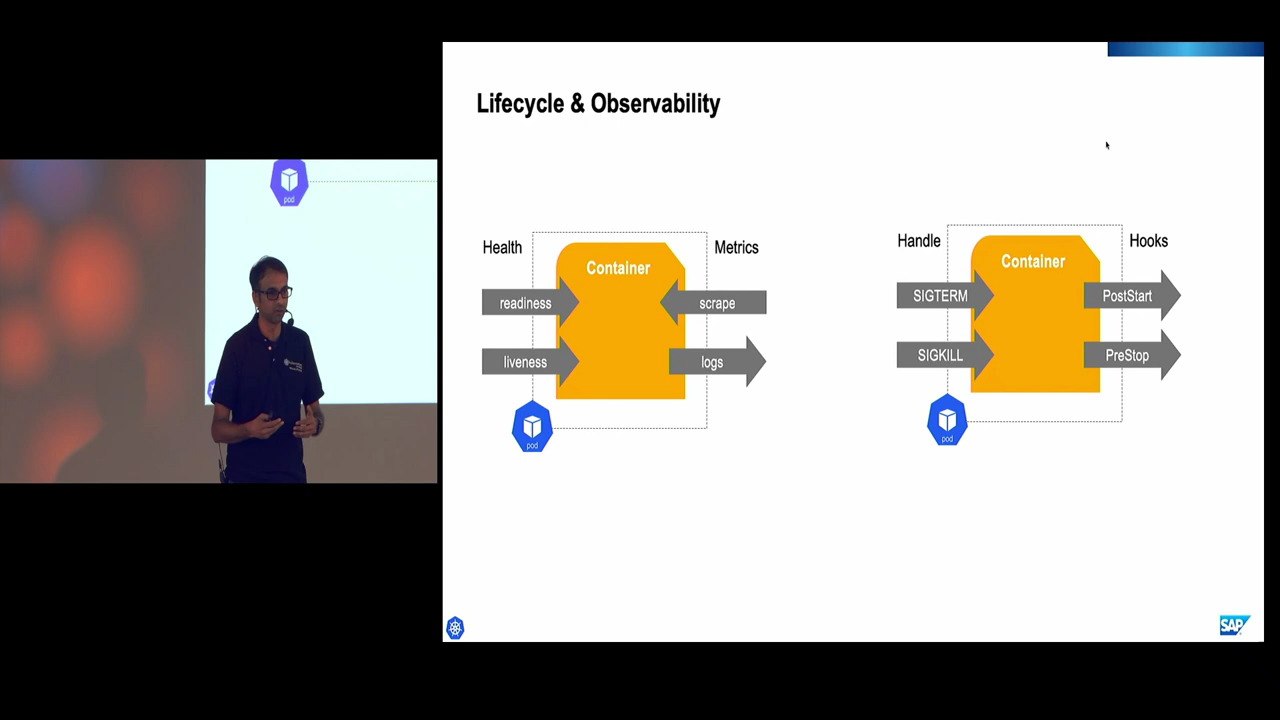 pod
Lifecycle & Observability
Health
Metrics
Container
readiness
scrape
liveness
logs
pod
Handle
Hooks
Container
SIGTERM
PostStart
SIGKILL
PreStop
pod
SAP